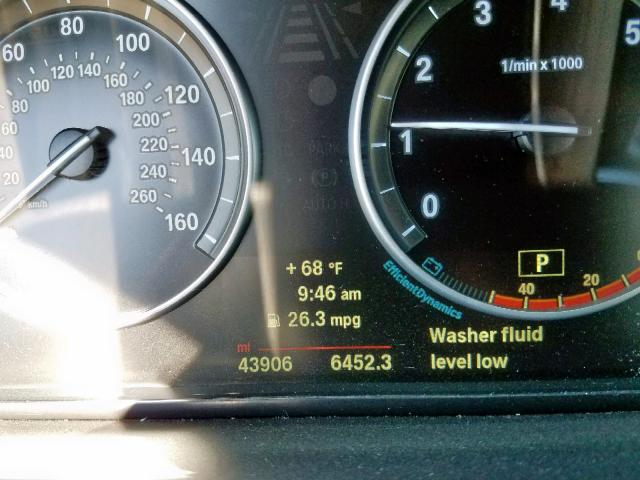 60 80 100 120 140 160
20 40 60 80 100 120 140 160 180 200 220 240 260
km/h
0 1 2 3 4 5
1/min x 1000
P
EfficientDynamics
40 20
+ 68 °F
9:46 am
26.3 mpg
mi
43906 6452.3
Washer fluid
level low